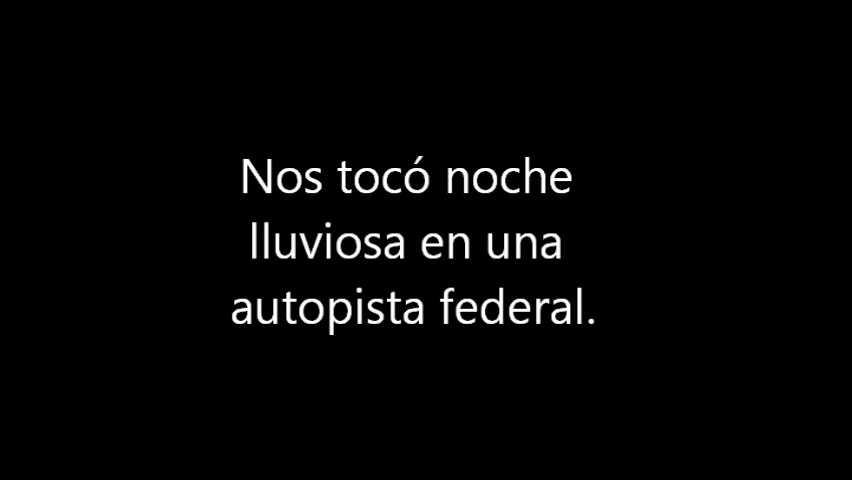 Nos tocó noche
lluviosa en una
autopista federal.